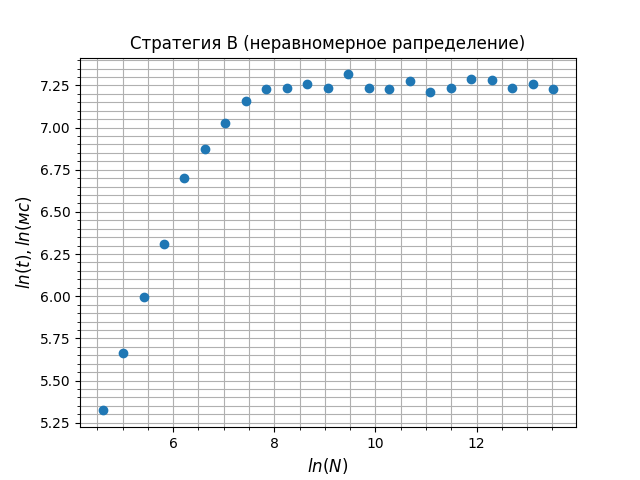 Стратегия B (неравномерное рапределение)
ln(t), ln(мс)
7.25
7.00
6.75
6.50
6.25
6.00
5.75
5.50
5.25
6 8 10 12
ln(N)